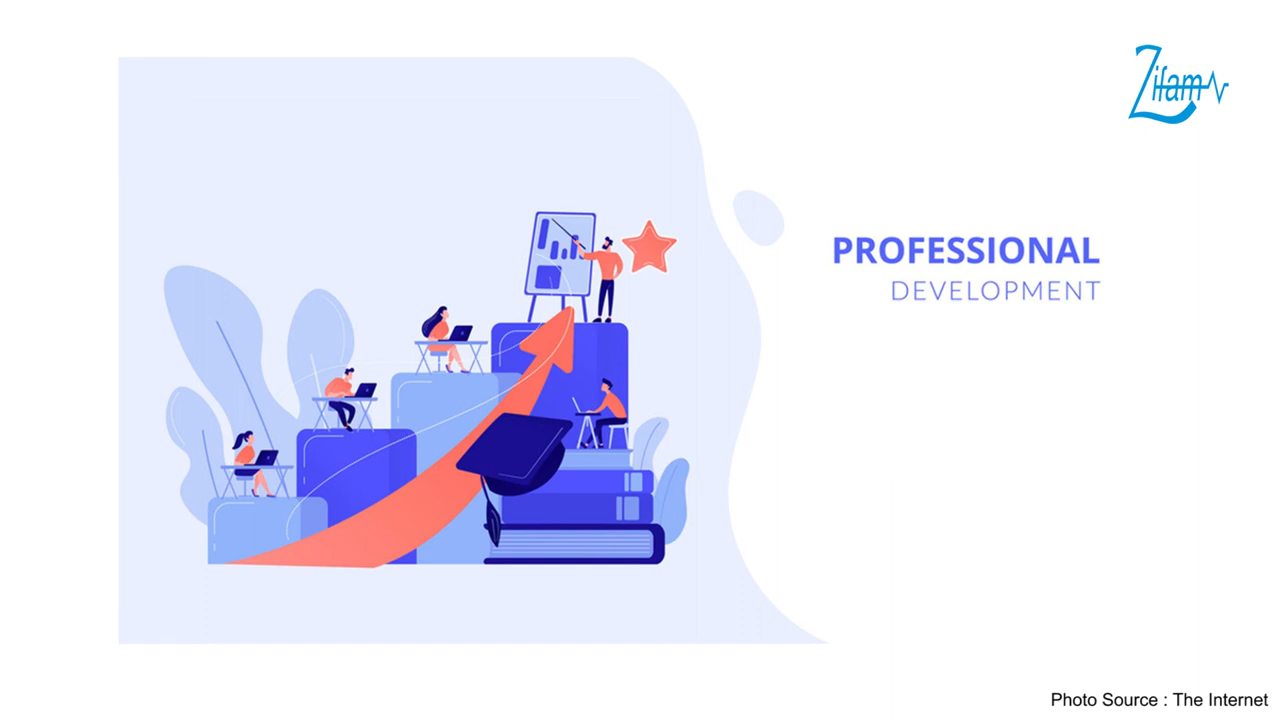 Zifam
PROFESSIONAL
DEVELOPMENT
Photo Source : The Internet